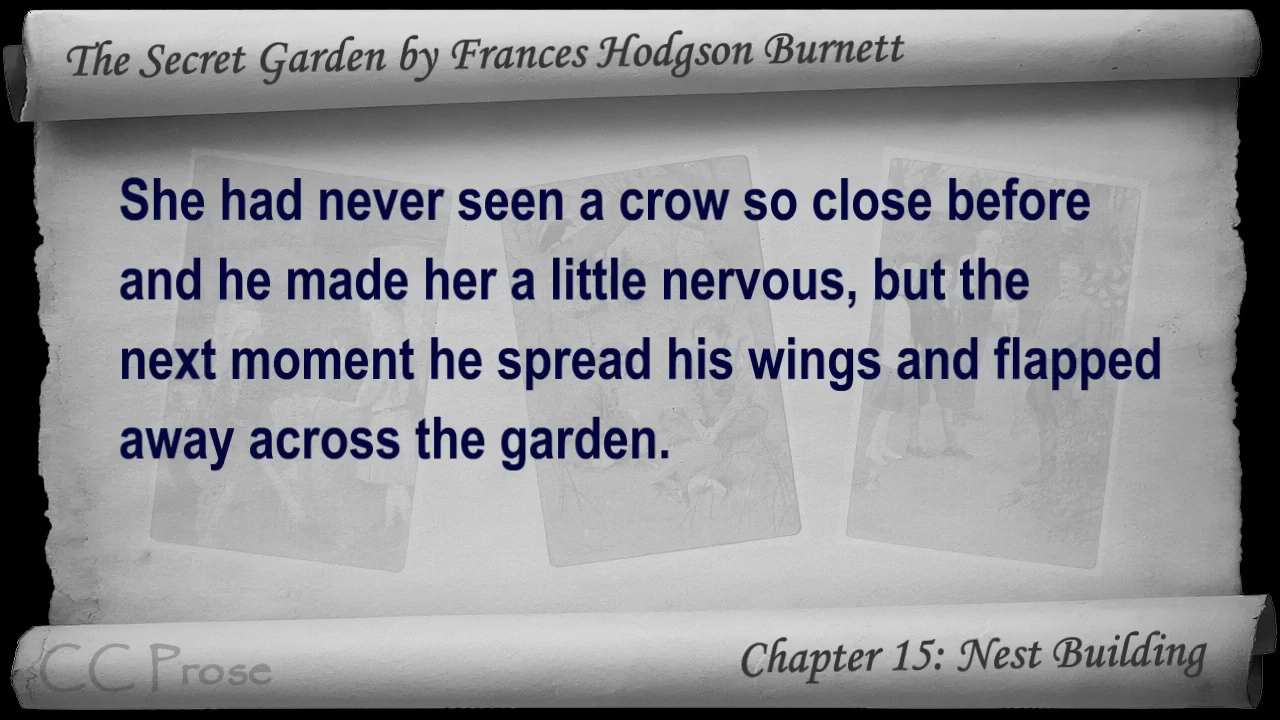 The Secret Garden by Frances Hodgson Burnett
She had never seen a crow so close before
and he made her a little nervous, but the
next moment he spread his wings and flapped
away across the garden.
CC Prose
Chapter 15: Nest Building